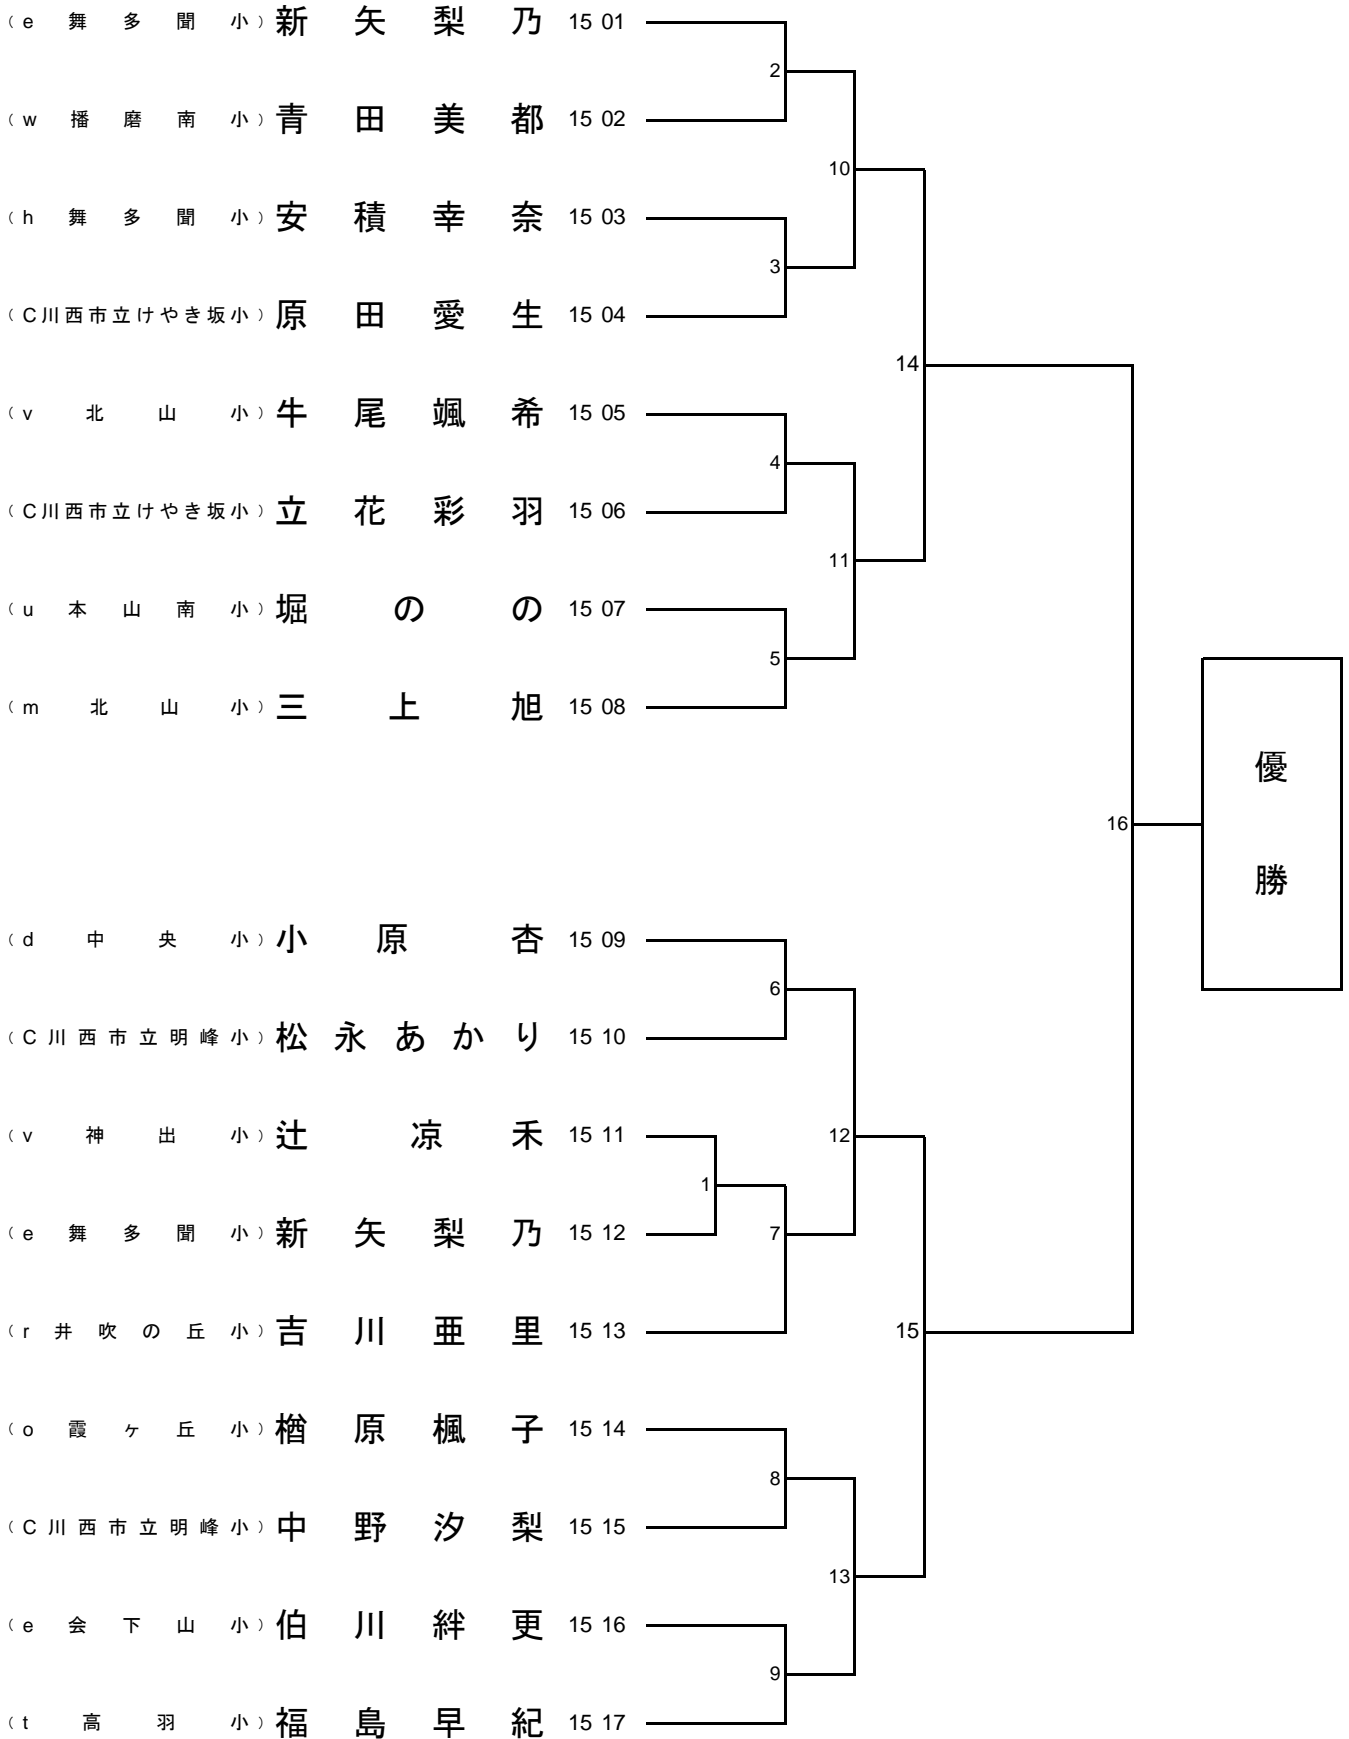 (e 舞多聞小) 新矢梨乃 15 01
2
(w 播磨南小) 青田美都 15 02
10
(h 舞多聞小) 安積幸奈 15 03
3
(C川西市立けやき坂小) 原田愛生 15 04
14
(v 北山小) 牛尾颯希 15 05
4
(C川西市立けやき坂小) 立花彩羽 15 06
11
(u 本山南小) 堀のの 15 07
5
(m 北山小) 三上旭 15 08
優勝
16
(d 中央小) 小原杏 15 09
6
(C川西市立明峰小) 松永あかり 15 10
(v 神出小) 辻凉禾 15 11
12
1
(e 舞多聞小) 新矢梨乃 15 12
7
(r 井吹の丘小) 吉川亜里 15 13
15
(o 霞ヶ丘小) 楢原楓子 15 14
8
(C川西市立明峰小) 中野汐梨 15 15
13
(e 会下山小) 伯川絆更 15 16
9
(t 高羽小) 福島早紀 15 17